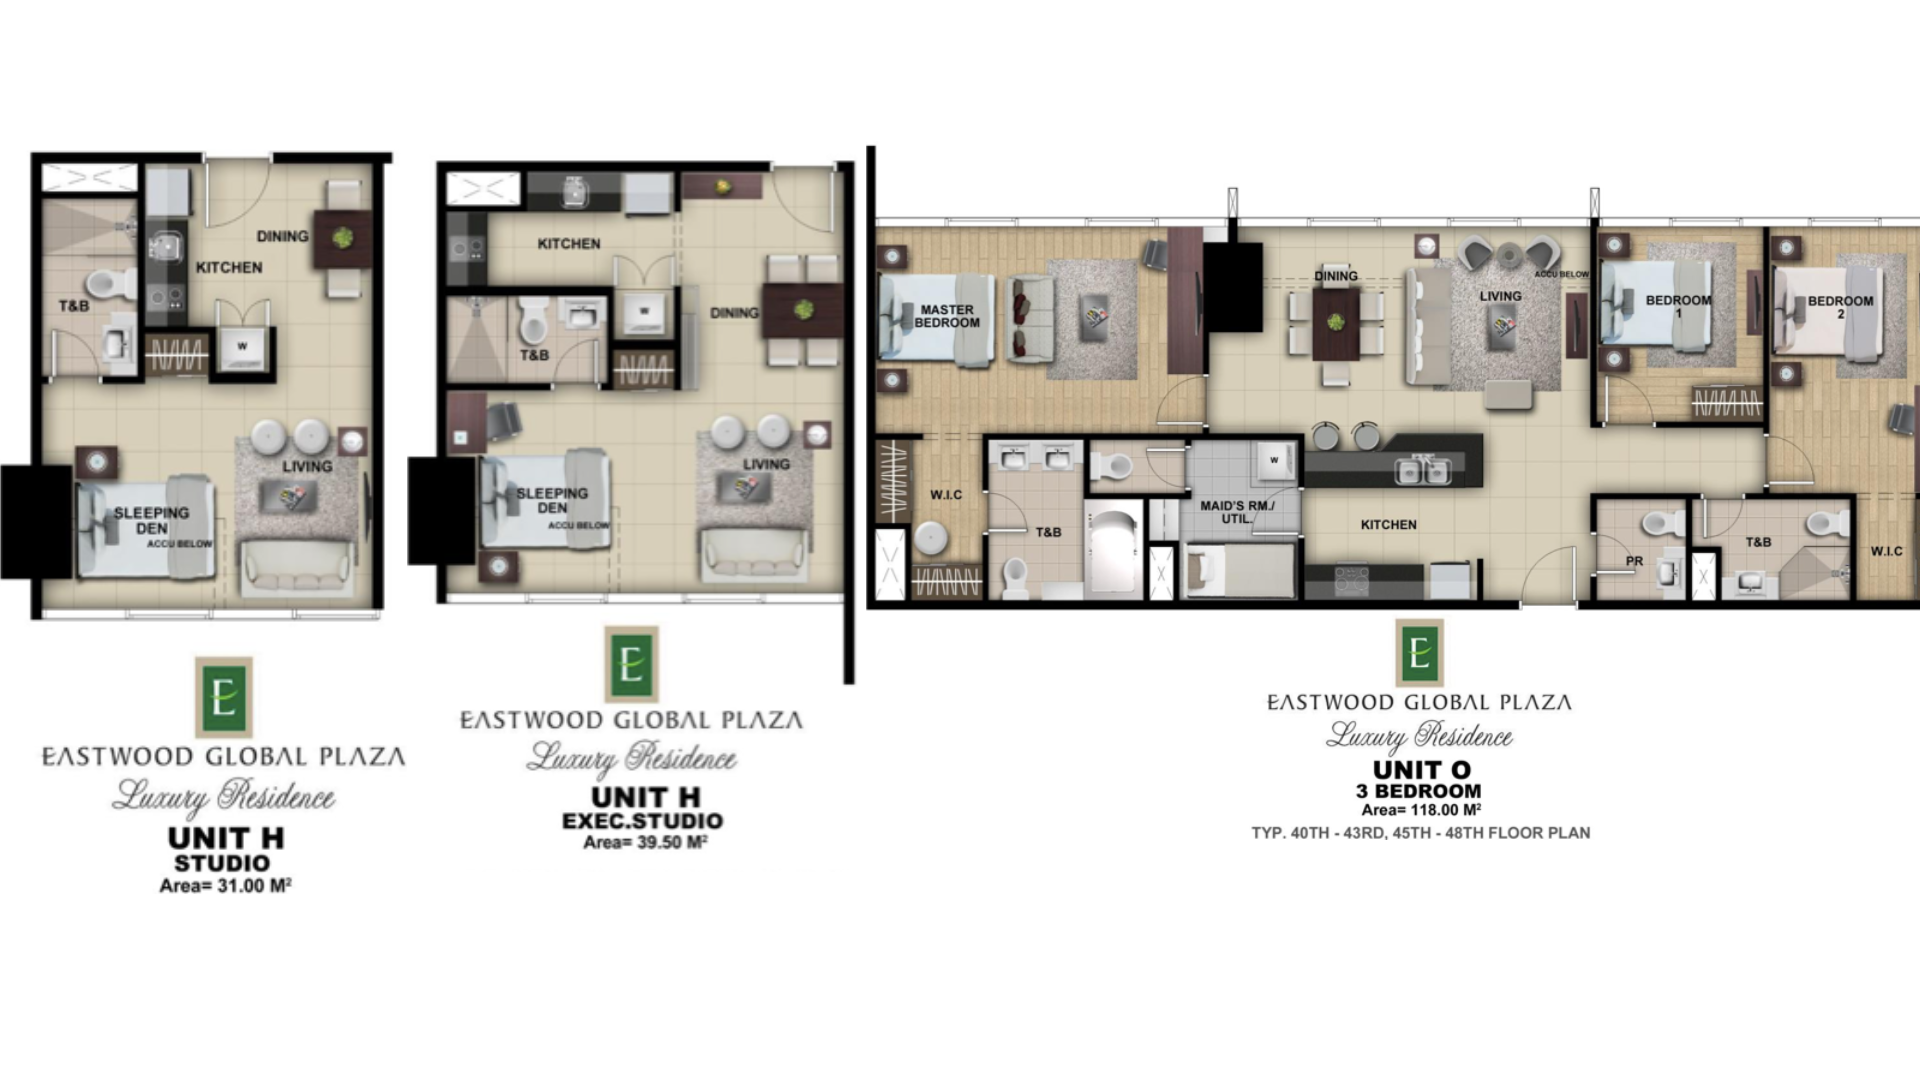 DINING
KITCHEN
T&B
W
LIVING
SLEEPING
DEN
ACCU BELOW
E
EASTWOOD GLOBAL PLAZA
Luxury Residence
UNIT H
STUDIO
Area= 31.00 M²
KITCHEN
W
DINING
T&B
LIVING
SLEEPING
DEN
ACCU BELOW
E
EASTWOOD GLOBAL PLAZA
Luxury Residence
UNIT H
EXEC.STUDIO
Area= 39.50 M²
MASTER
BEDROOM
DINING
LIVING
ACCU BELOW
BEDROOM
1
BEDROOM
2
W.I.C
T&B
W
MAID'S RM./
UTIL.
KITCHEN
PR
T&B
W.I.C
E
EASTWOOD GLOBAL PLAZA
Luxury Residence
UNIT O
3 BEDROOM
Area= 118.00 M²
TYP. 40TH - 43RD, 45TH - 48TH FLOOR PLAN